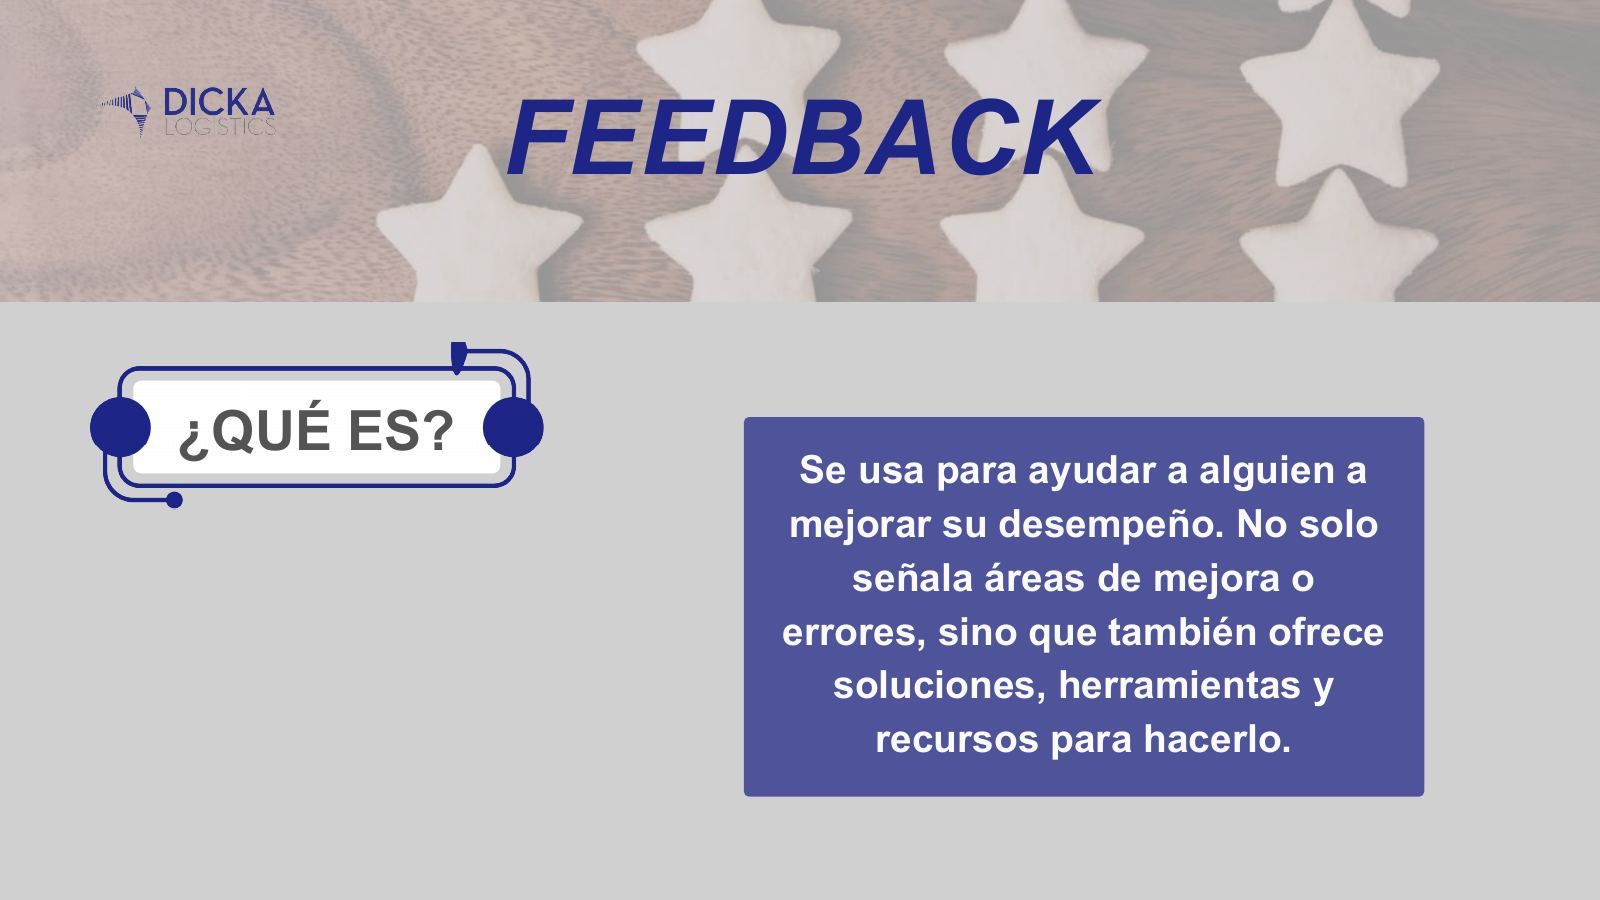 DICKA
LOGISTICS
FEEDBACK
¿QUÉ ES?
Se usa para ayudar a alguien a
mejorar su desempeño. No solo
señala áreas de mejora o
errores, sino que también ofrece
soluciones, herramientas y
recursos para hacerlo.